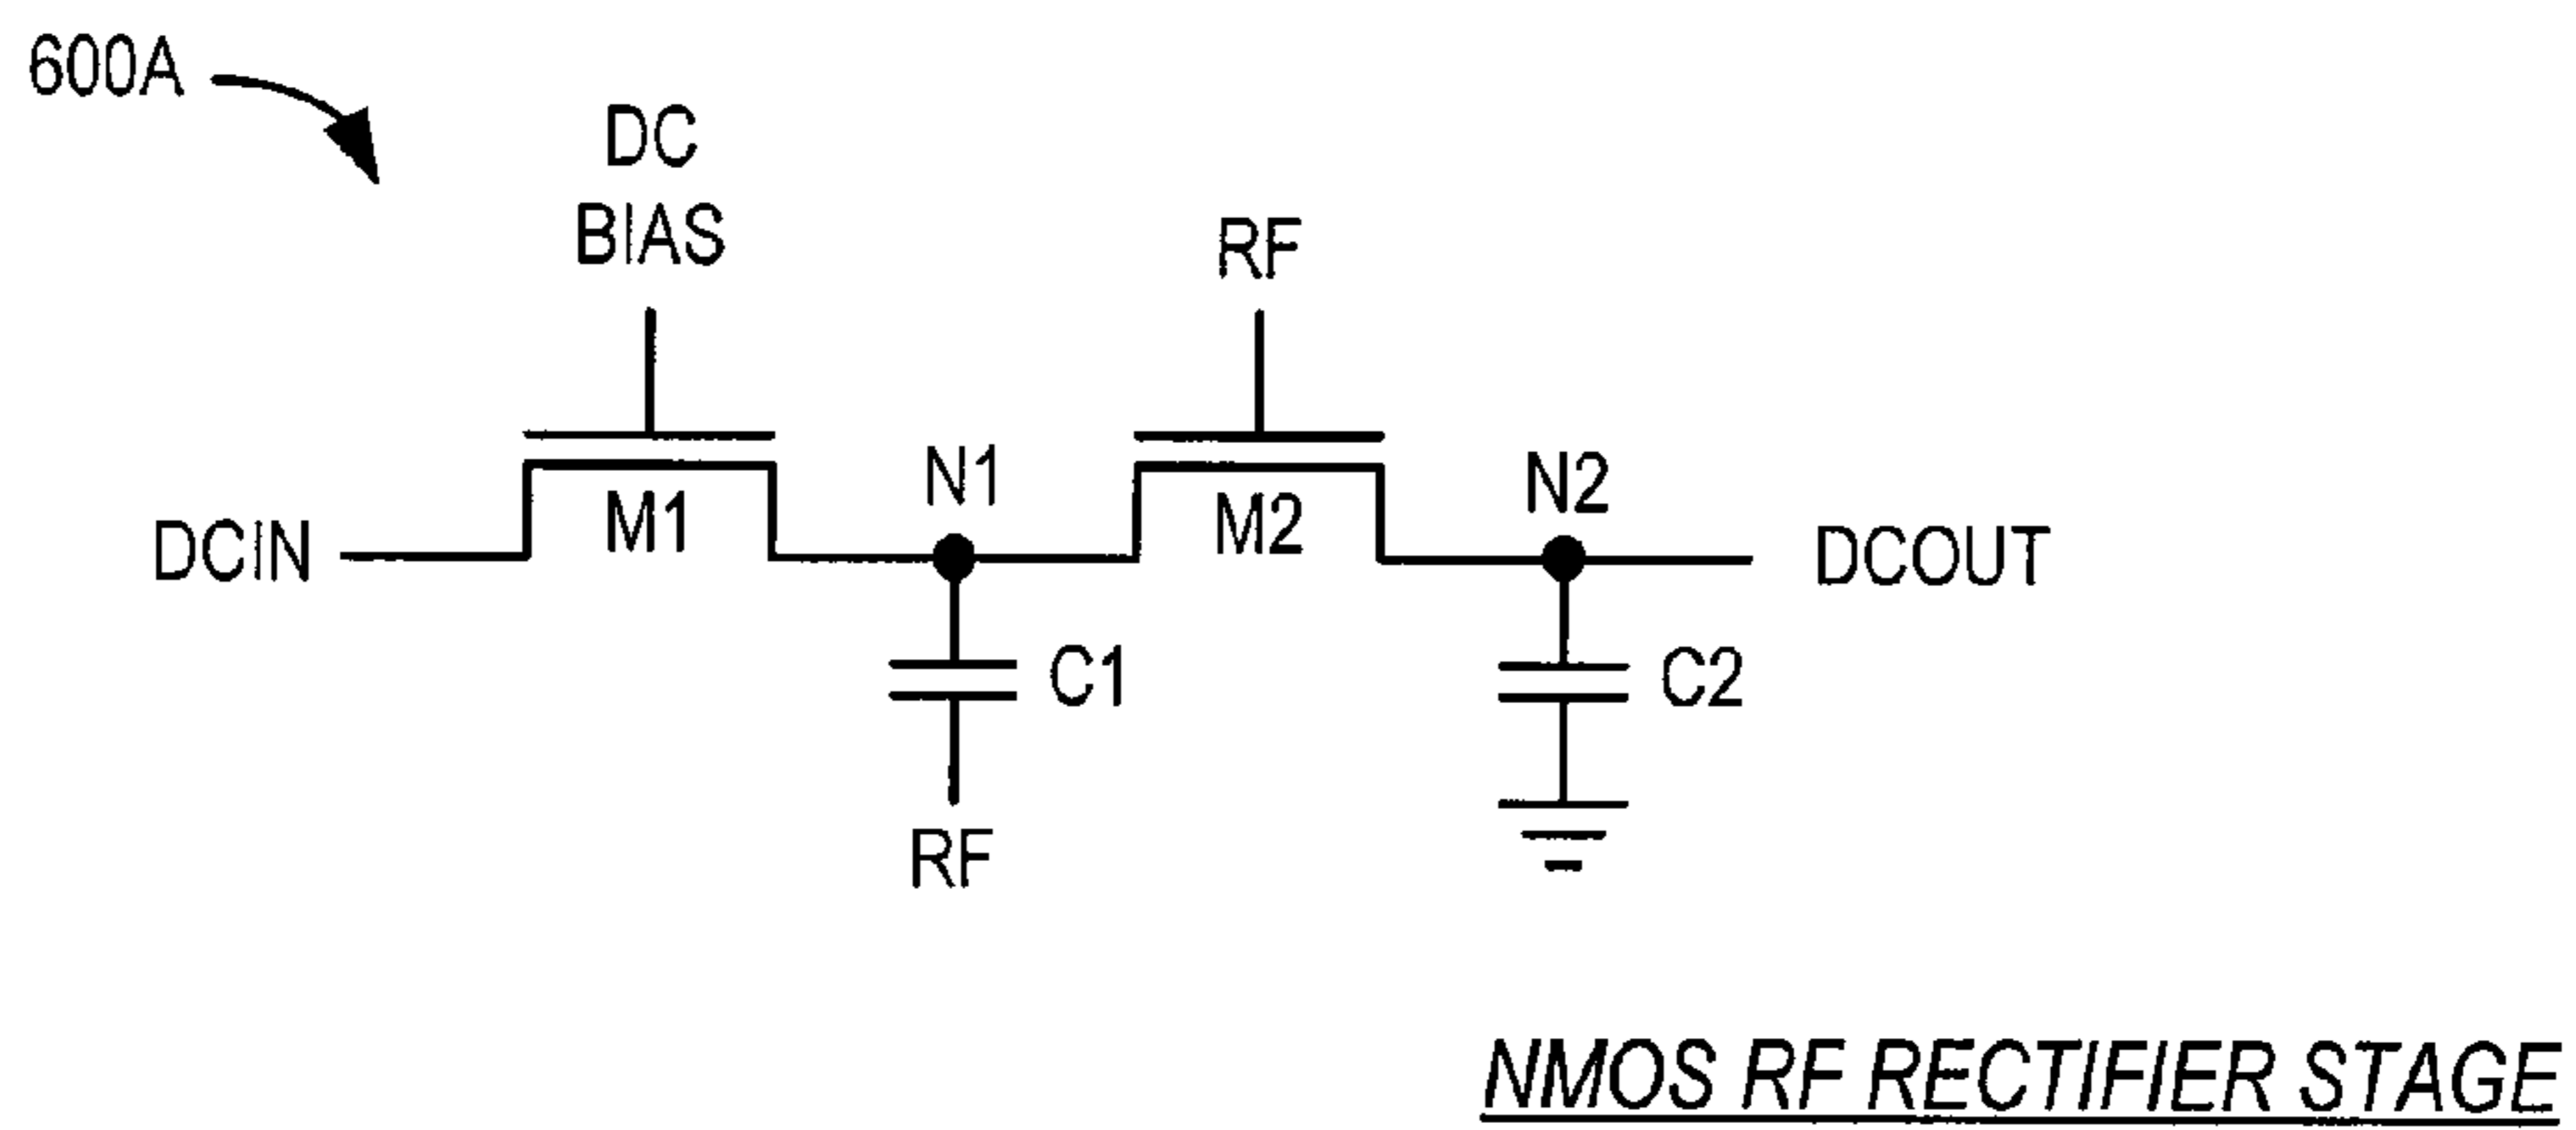 600A
DC
BIAS
RF
N1
N2
M1
M2
DCIN
DCOUT
C1
C2
RF
NMOS RF RECTIFIER STAGE